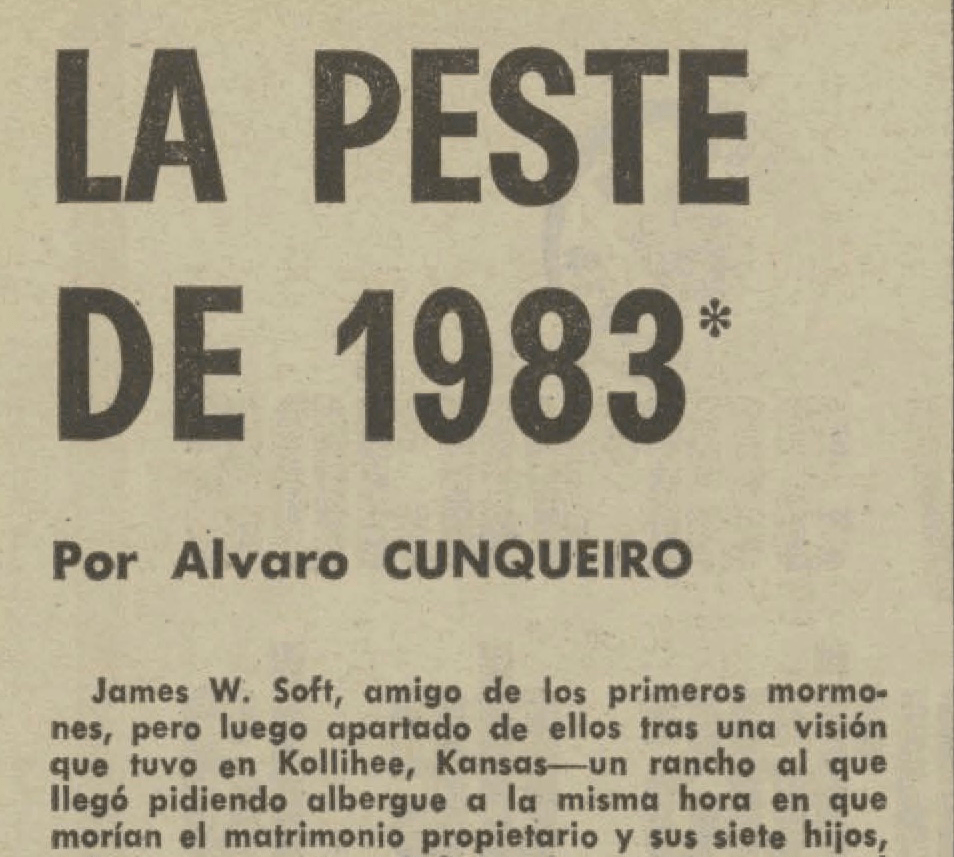 LA PESTE
DE 1983*
Por Alvaro CUNQUEIRO
James W. Soft, amigo de los primeros mormo-
nes, pero luego apartado de ellos tras una visión
que tuvo en Kollihee, Kansas—un rancho al que
llegó pidiendo albergue a la misma hora en que
morían el matrimonio propietario y sus siete hijos,